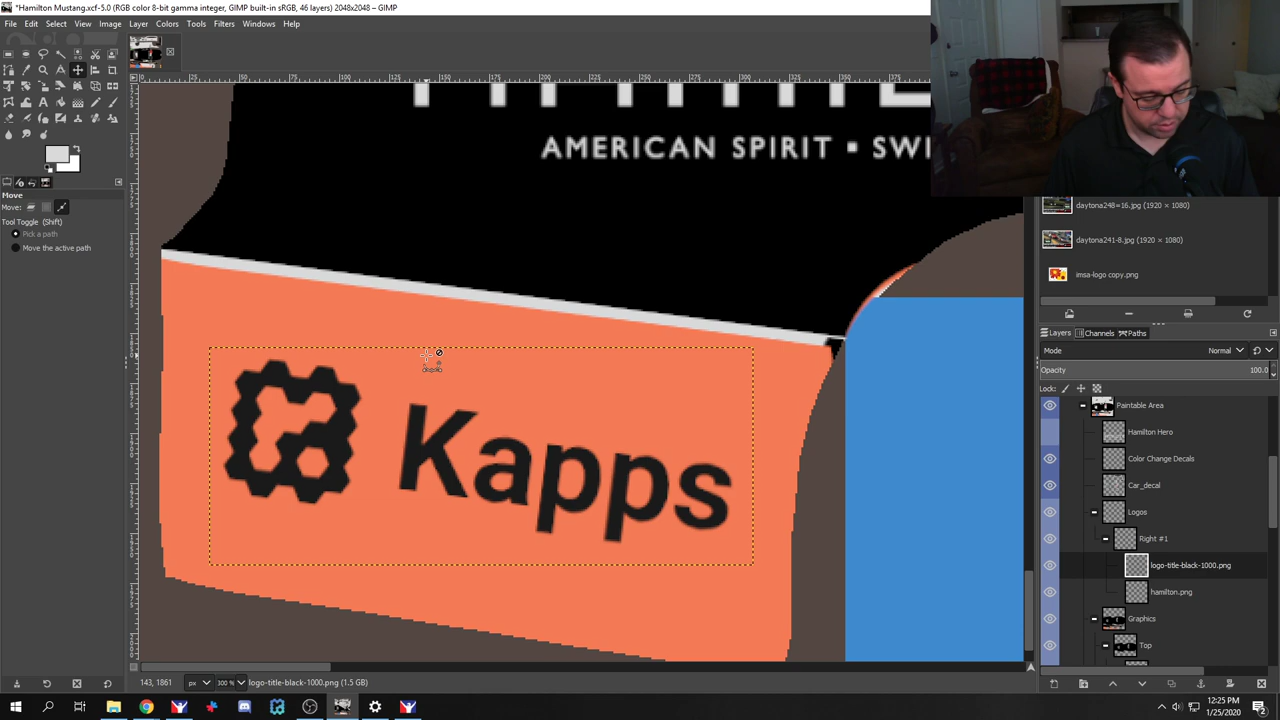 *Hamilton Mustang.xcf-5.0 (RGB color 8-bit gamma integer, GIMP built-in sRGB, 46 layers) 2048x2048 – GIMP
File Edit Select View Image Layer Colors Tools Filters Windows Help
AMERICAN SPIRIT ▪ SWI
Kapps
Move
Move:
Tool Toggle (Shift)
Pick a path
Move the active path
daytona248=16.jpg (1920 × 1080)
daytona241-8.jpg (1920 × 1080)
imsa-logo copy.png
Layers Channels Paths
Mode Normal
Opacity 100.0
Lock:
Paintable Area
Hamilton Hero
Color Change Decals
Car_decal
Logos
Right #1
logo-title-black-1000.png
hamilton.png
Graphics
Top
143, 1861 px 300 % logo-title-black-1000.png (1.5 GB)
12:25 PM
1/25/2020